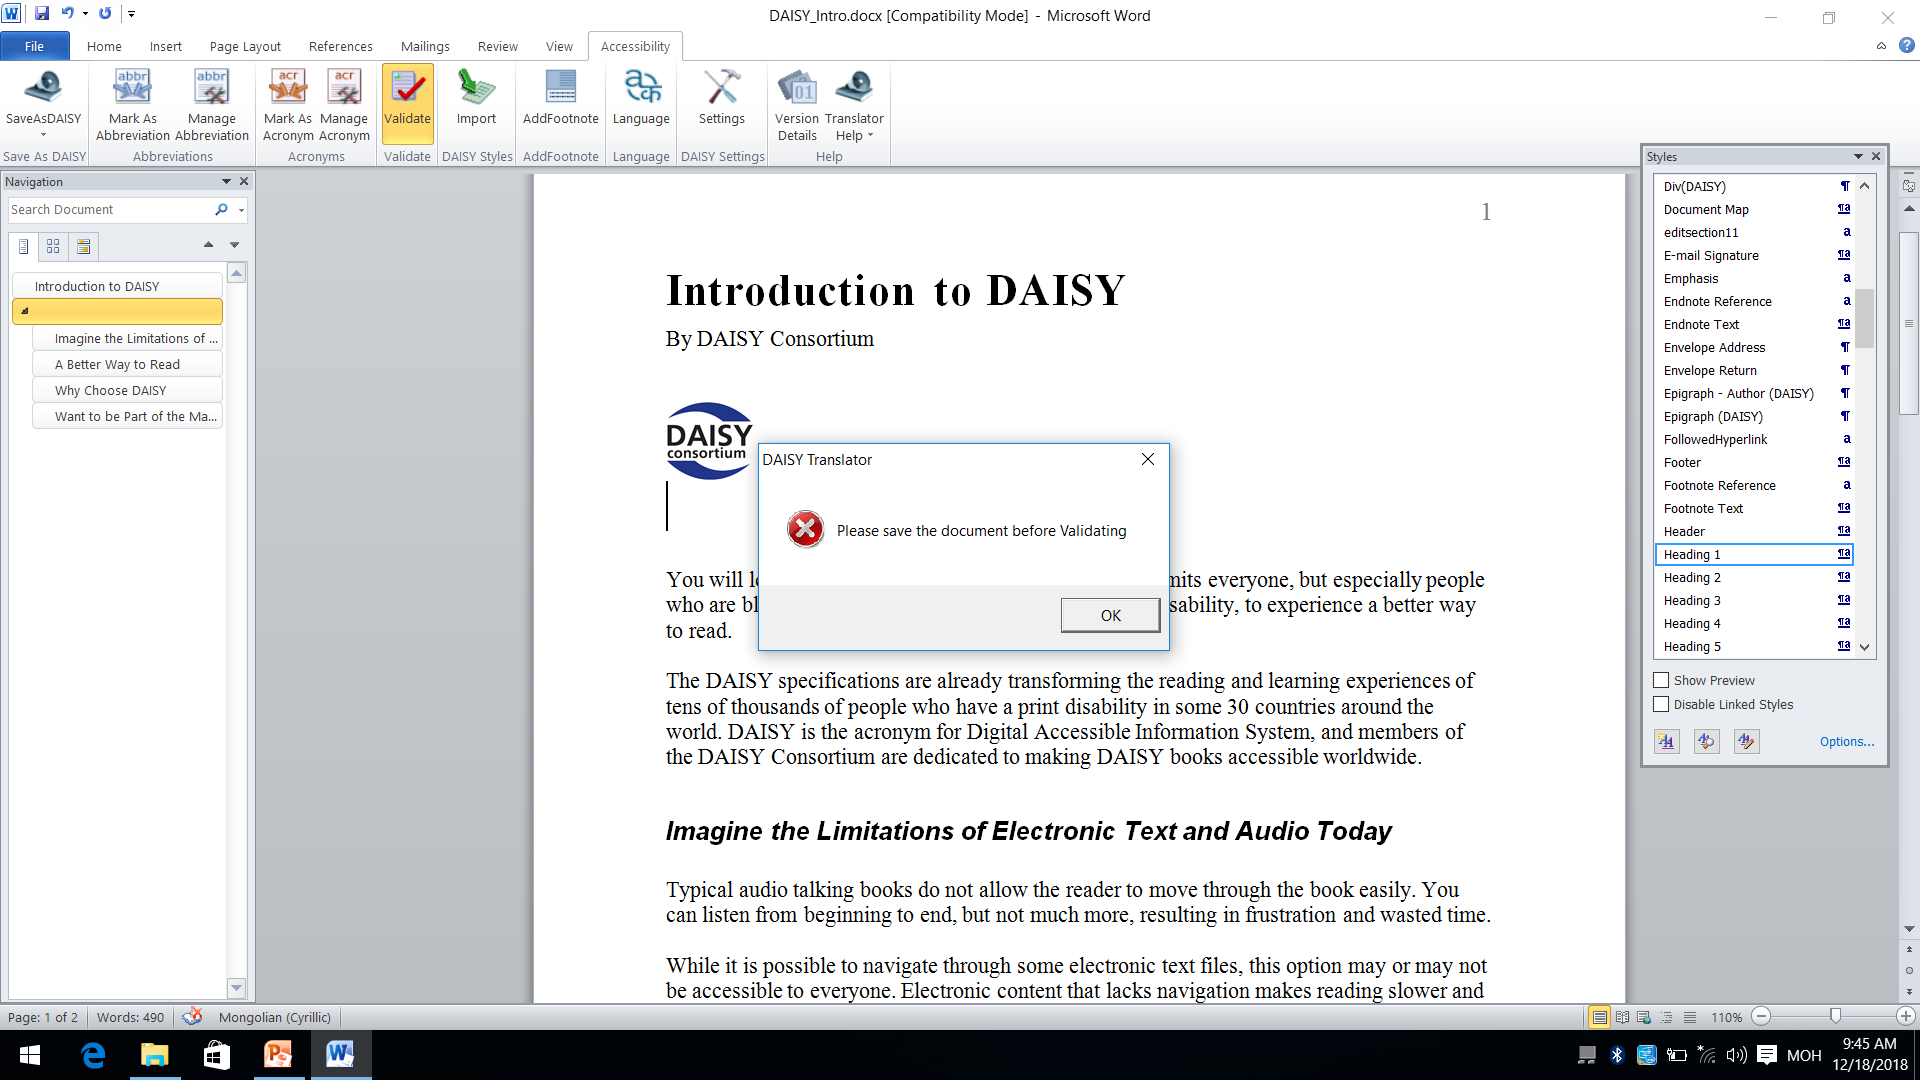 DAISY_Intro.docx [Compatibility Mode] - Microsoft Word
File Home Insert Page Layout References Mailings Review View Accessibility
SaveAsDAISY
Mark As Abbreviation
Manage Abbreviation
Mark As Acronym
Manage Acronym
Validate
Import
AddFootnote
Language
Settings
Version Details
Translator Help
Save As DAISY Abbreviations Acronyms Validate DAISY Styles AddFootnote Language DAISY Settings Help
Navigation
Search Document
Introduction to DAISY
Imagine the Limitations of ...
A Better Way to Read
Why Choose DAISY
Want to be Part of the Ma...
1
Introduction to DAISY
By DAISY Consortium
DAISY
consortium
DAISY Translator
Please save the document before Validating
OK
You will l mits everyone, but especially people
who are bl sability, to experience a better way
to read.
The DAISY specifications are already transforming the reading and learning experiences of
tens of thousands of people who have a print disability in some 30 countries around the
world. DAISY is the acronym for Digital Accessible Information System, and members of
the DAISY Consortium are dedicated to making DAISY books accessible worldwide.
Imagine the Limitations of Electronic Text and Audio Today
Typical audio talking books do not allow the reader to move through the book easily. You
can listen from beginning to end, but not much more, resulting in frustration and wasted time.
While it is possible to navigate through some electronic text files, this option may or may not
be accessible to everyone. Electronic content that lacks navigation makes reading slower and
Styles
Div(DAISY)
Document Map
editsection11
E-mail Signature
Emphasis
Endnote Reference
Endnote Text
Envelope Address
Envelope Return
Epigraph - Author (DAISY)
Epigraph (DAISY)
FollowedHyperlink
Footer
Footnote Reference
Footnote Text
Header
Heading 1
Heading 2
Heading 3
Heading 4
Heading 5
Show Preview
Disable Linked Styles
Options...
Page: 1 of 2 Words: 490 Mongolian (Cyrillic) 110%
МОН 9:45 AM
12/18/2018